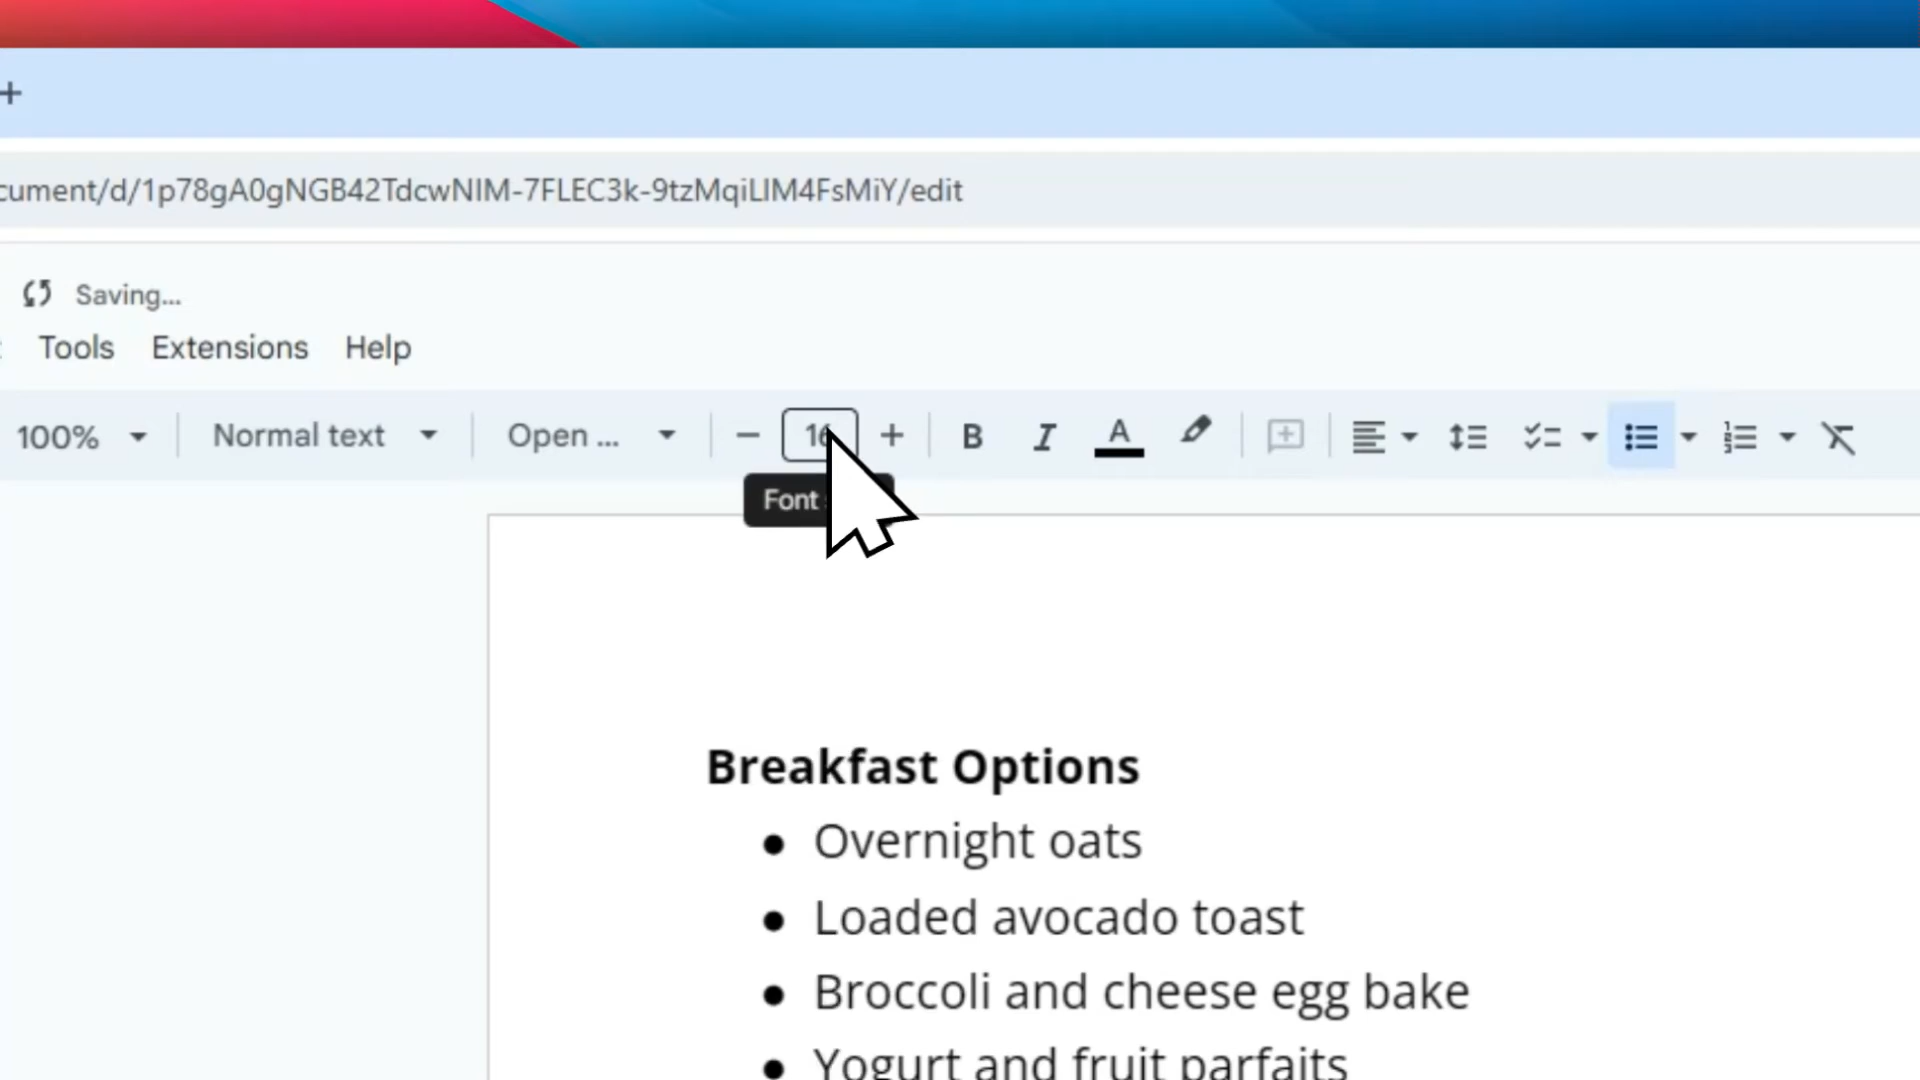 cument/d/1p78gA0gNGB42TdcwNIM-7FLEC3k-9tzMqiLIM4FsMiY/edit
Saving...
Tools Extensions Help
100% Normal text Open ... 16 B I A
Font
Breakfast Options
Overnight oats
Loaded avocado toast
Broccoli and cheese egg bake
Yogurt and fruit parfaits